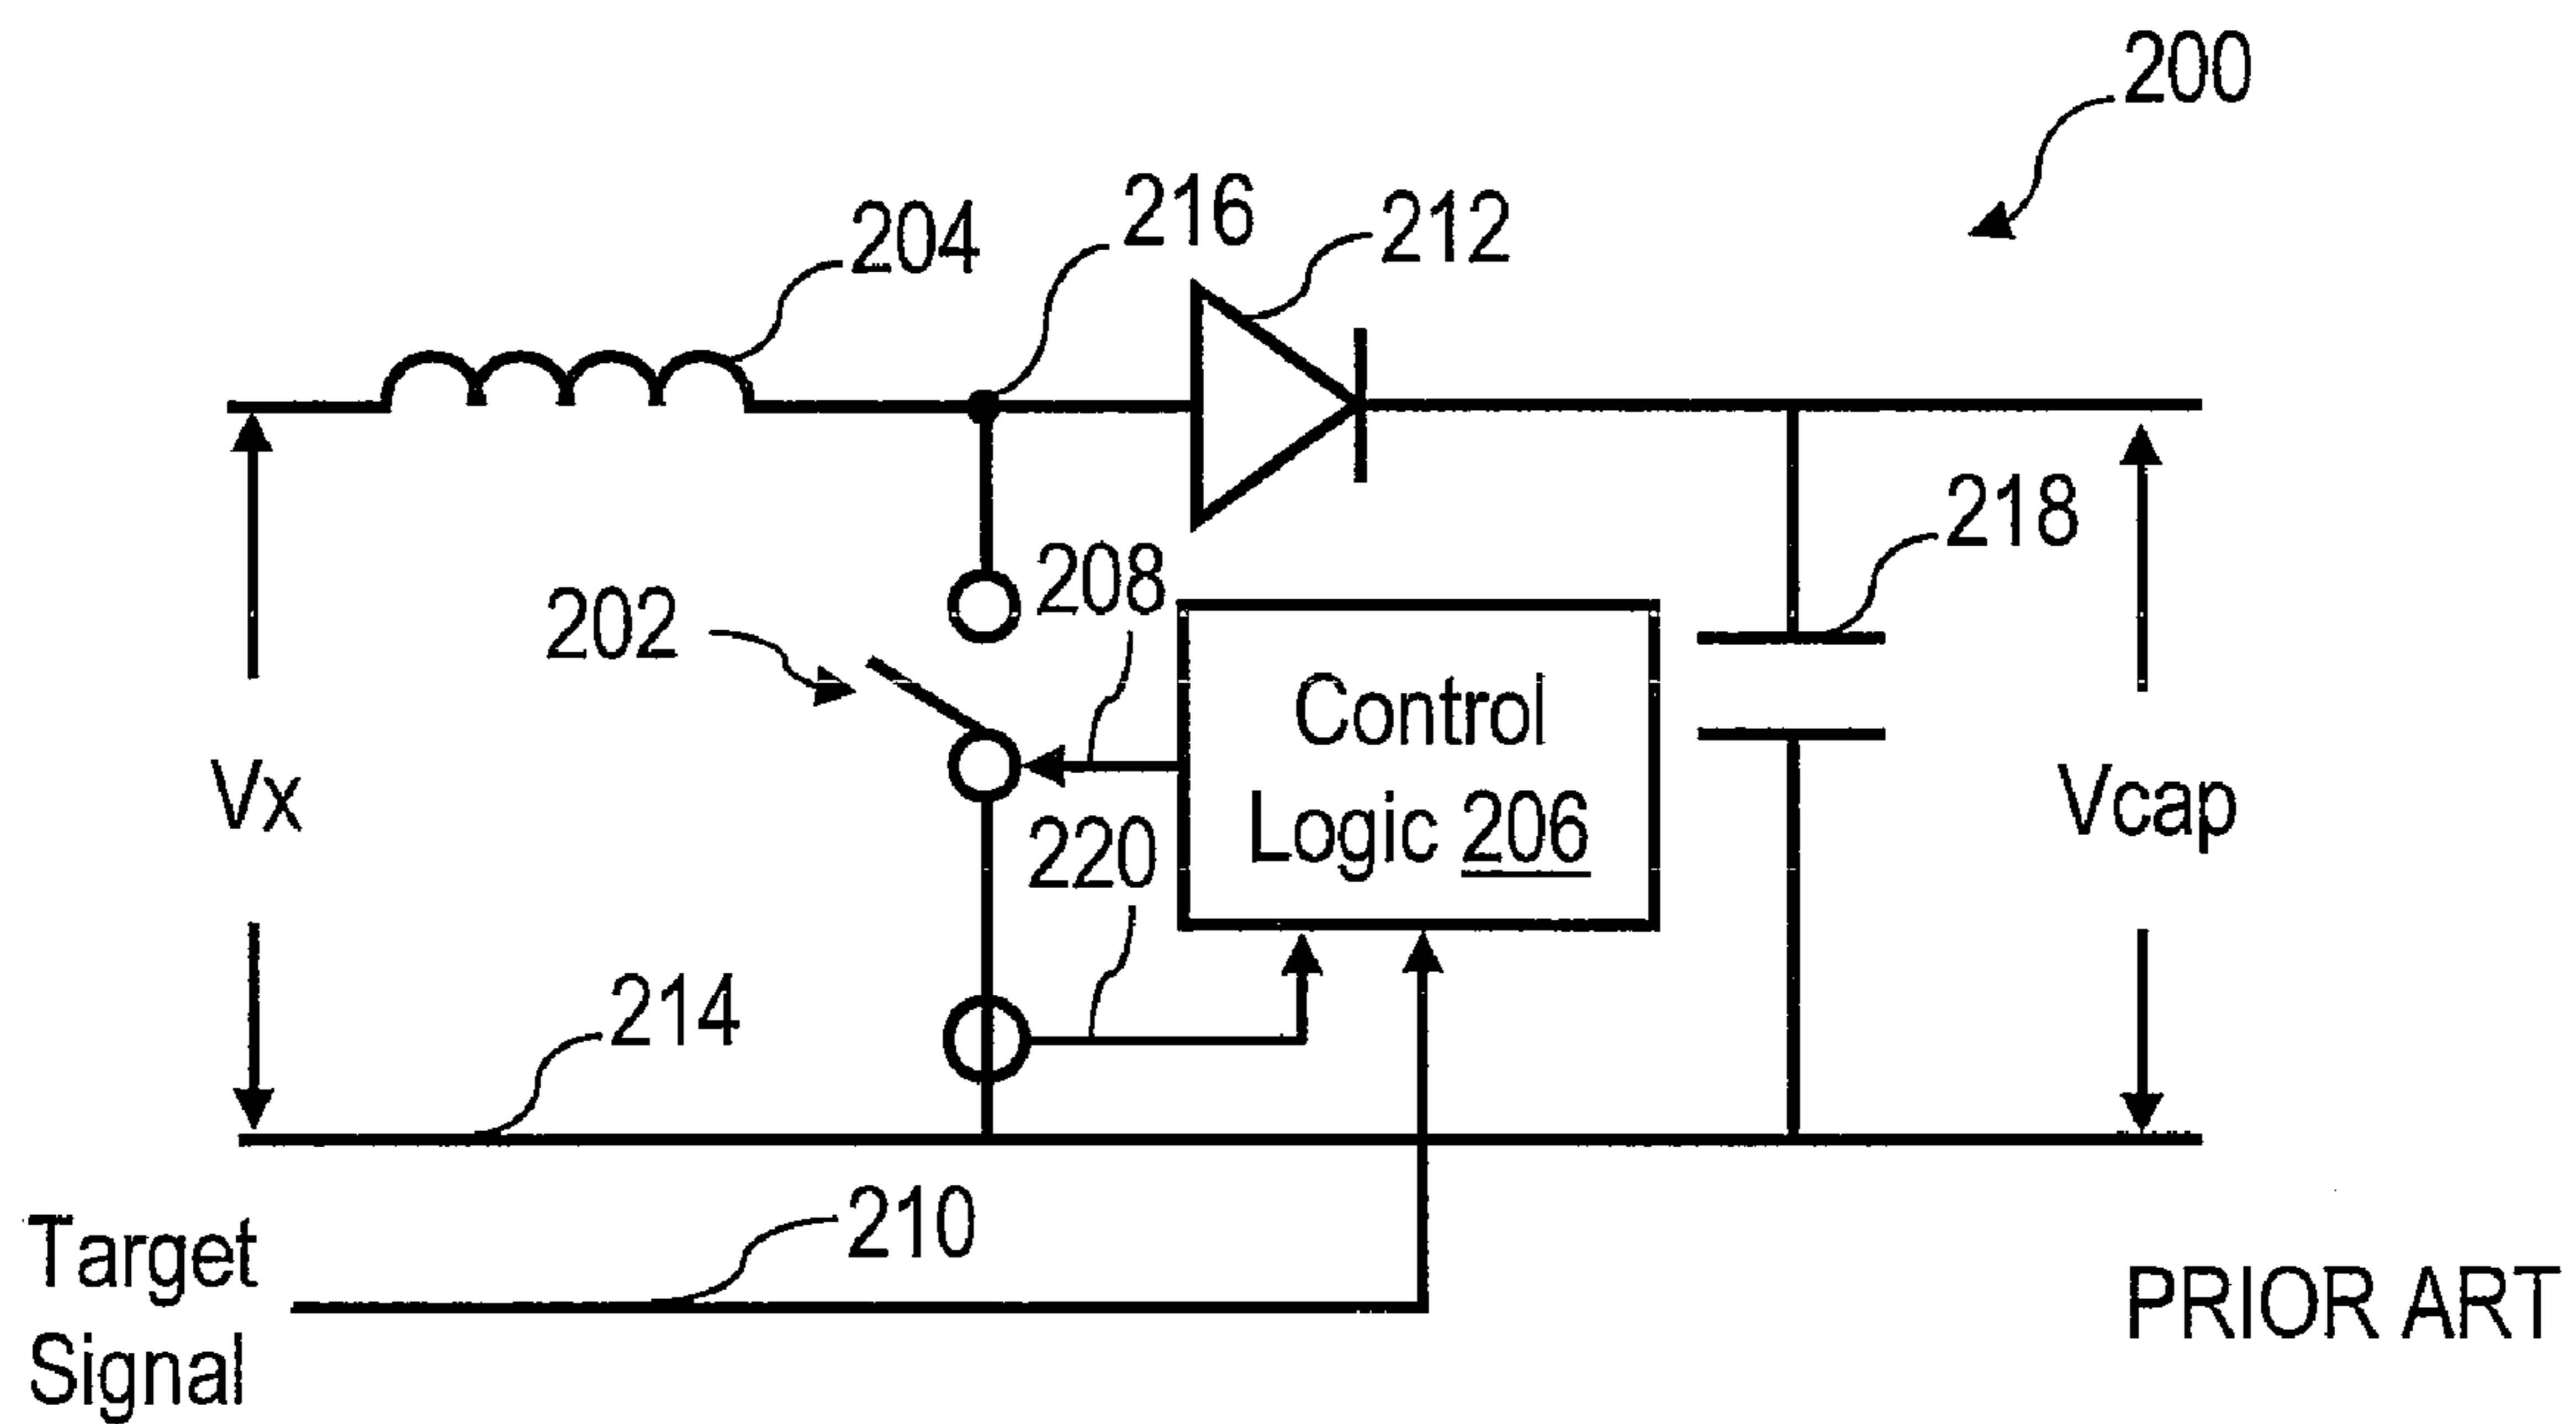 200
216
212
204
218
208
202
Control
Logic 206
Vx
Vcap
220
214
210
Target
Signal
PRIOR ART